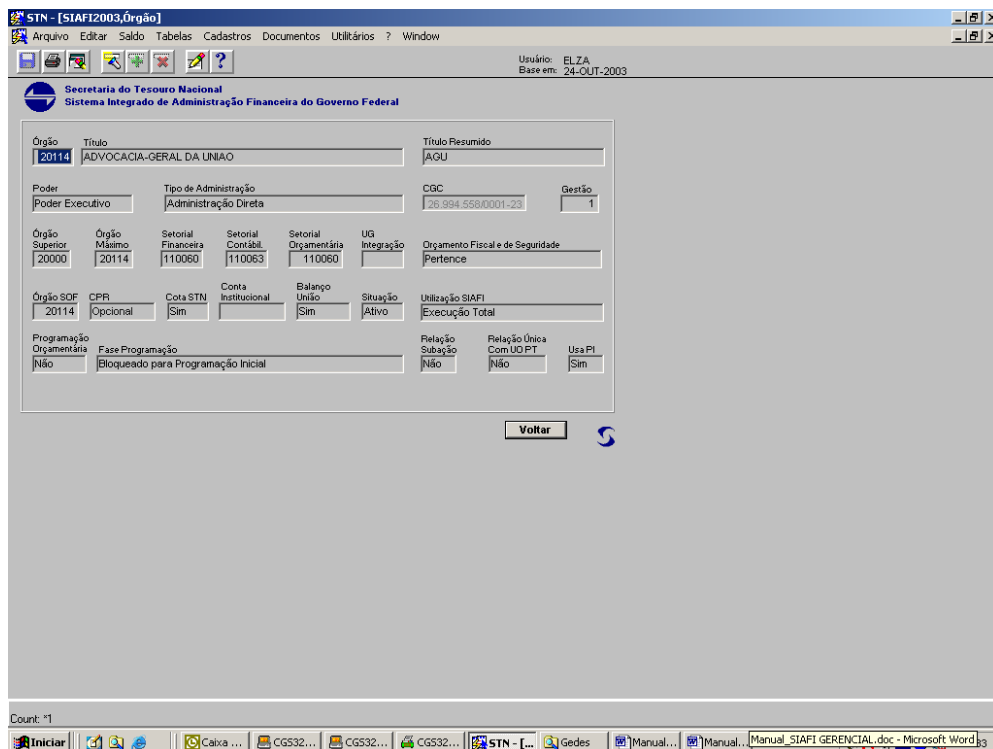 STN - [SIAFI2003,Órgão]
Arquivo Editar Saldo Tabelas Cadastros Documentos Utilitários ? Window
Usuário: ELZA
Base em: 24-OUT-2003
Secretaria do Tesouro Nacional
Sistema Integrado de Administração Financeira do Governo Federal
Órgão Título Título Resumido
20114 ADVOCACIA-GERAL DA UNIAO AGU
Poder Tipo de Administração CGC Gestão
Poder Executivo Administração Direta 26.994.558/0001-23 1
Órgão Órgão Setorial Setorial Setorial UG
Superior Máximo Financeira Contábil. Orçamentária Integração Orçamento Fiscal e de Seguridade
20000 20114 110060 110063 110060 Pertence
Conta Balanço
Órgão SOF CPR Cota STN Institucional União Situação Utilização SIAFI
20114 Opcional Sim Sim Ativo Execução Total
Programação Relação Relação Única
Orçamentária Fase Programação Subação Com UO PT Usa PI
Não Bloqueado para Programação Inicial Não Não Sim
Voltar
Count: *1
Iniciar Caixa ... CGS32... CGS32... CGS32... STN - [... Gedes Manual... Manual... Manual_SIAFI GERENCIAL.doc - Microsoft Word 33